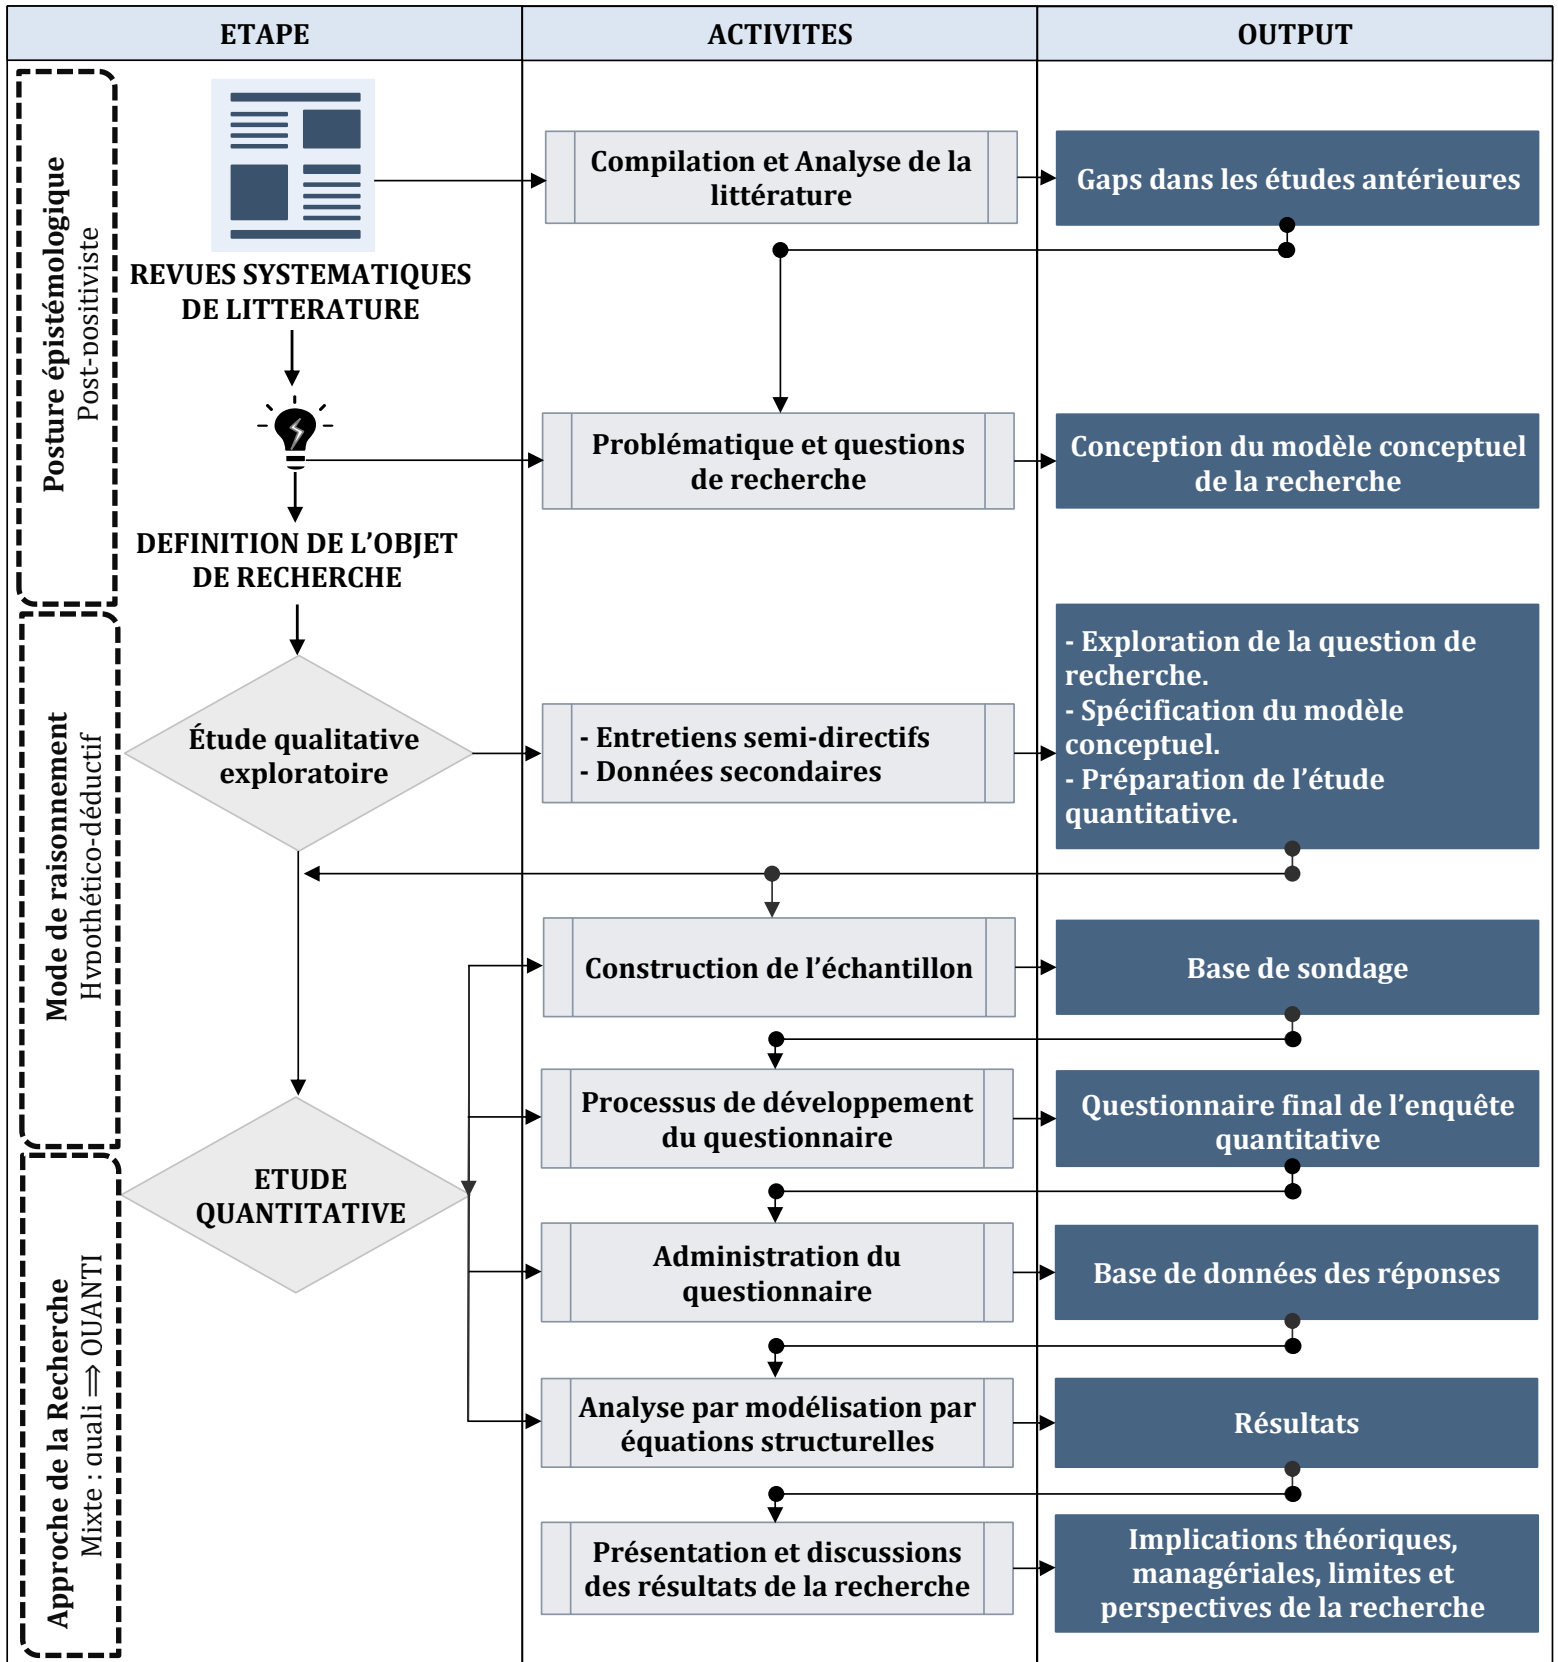 ETAPE
ACTIVITES
OUTPUT
Posture épistémologique
Post-positiviste
REVUES SYSTEMATIQUES
DE LITTERATURE
Compilation et Analyse de la
littérature
Gaps dans les études antérieures
DEFINITION DE L'OBJET
DE RECHERCHE
Problématique et questions
de recherche
Conception du modèle conceptuel
de la recherche
Mode de raisonnement
Hypothético-déductif
Étude qualitative
exploratoire
- Entretiens semi-directifs
- Données secondaires
- Exploration de la question de
recherche.
- Spécification du modèle
conceptuel.
- Préparation de l'étude
quantitative.
Construction de l'échantillon
Base de sondage
Processus de développement
du questionnaire
Questionnaire final de l'enquête
quantitative
Approche de la Recherche
Mixte : quali ⟹ QUANTI
ETUDE
QUANTITATIVE
Administration du
questionnaire
Base de données des réponses
Analyse par modélisation par
équations structurelles
Résultats
Présentation et discussions
des résultats de la recherche
Implications théoriques,
managériales, limites et
perspectives de la recherche